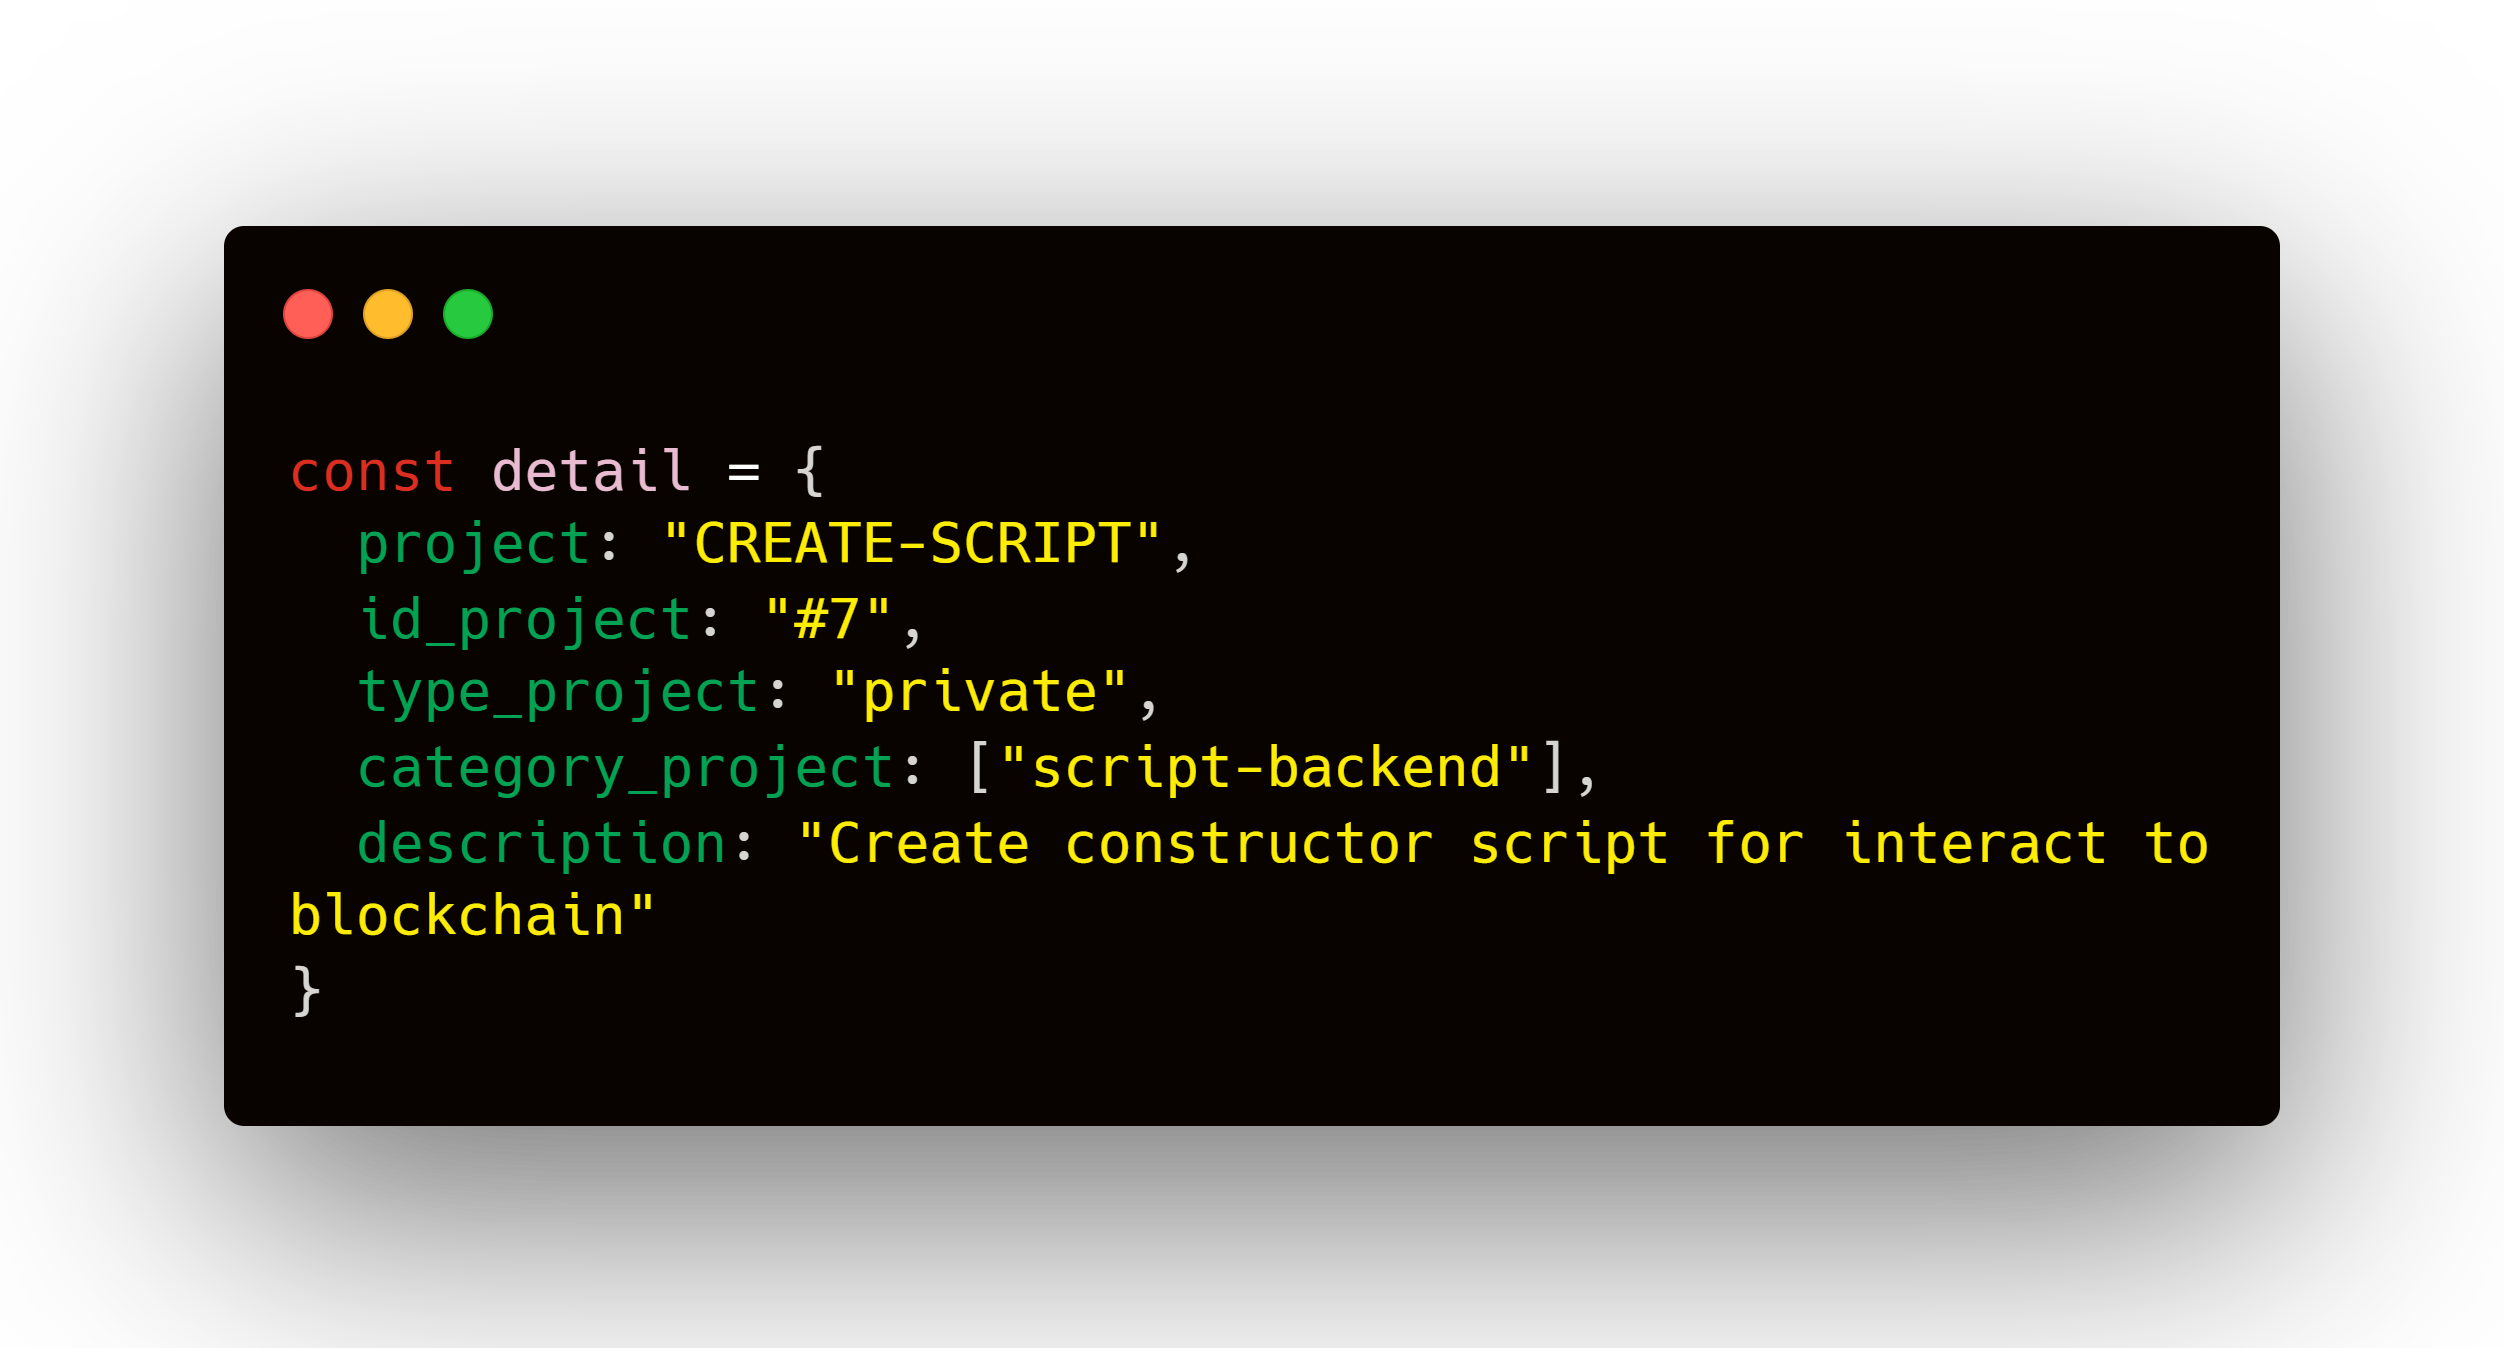 const detail = {
  project: "CREATE-SCRIPT",
  id_project: "#7",
  type_project: "private",
  category_project: ["script-backend"],
  description: "Create constructor script for interact to
blockchain"
}